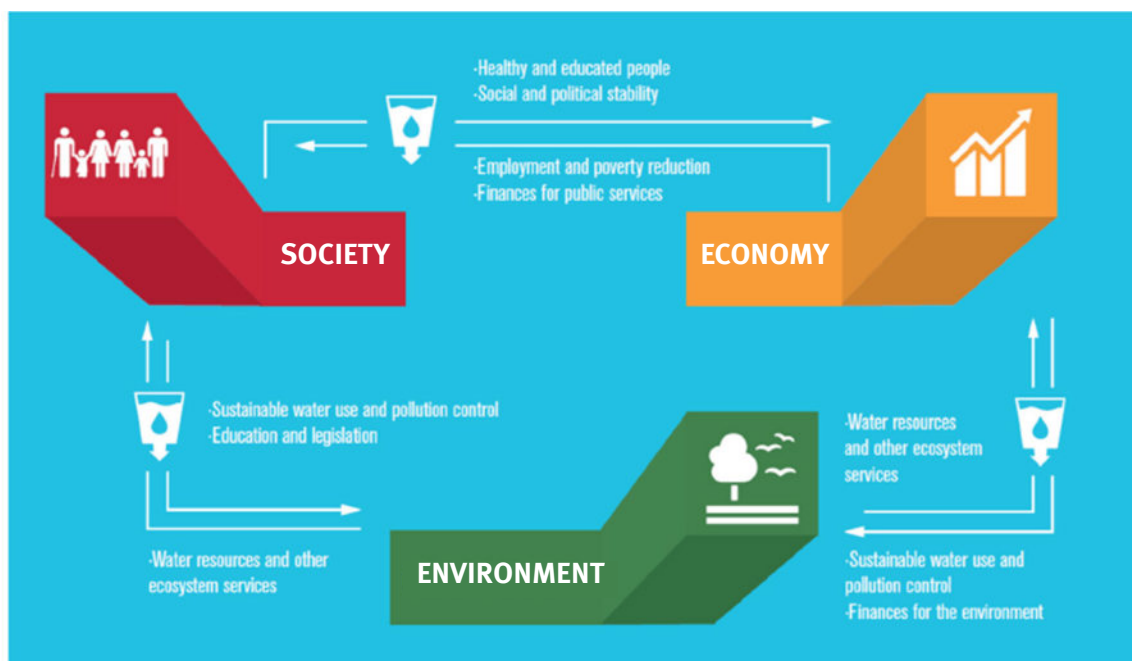 ·Healthy and educated people
·Social and political stability
·Employment and poverty reduction
·Finances for public services
SOCIETY
ECONOMY
·Sustainable water use and pollution control
·Education and legislation
·Water resources
and other ecosystem
services
·Water resources and other
ecosystem services
ENVIRONMENT
·Sustainable water use and
pollution control
·Finances for the environment